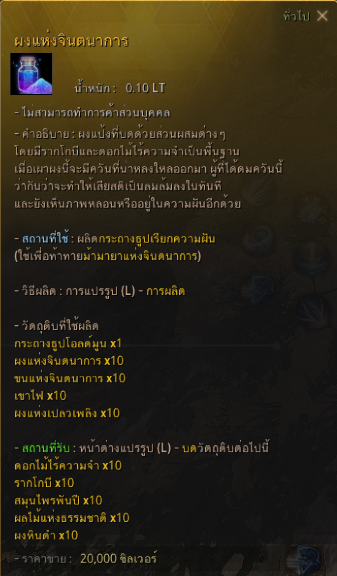 ทั่วไป
ผงแห่งจินตนาการ
น้ำหนัก : 0.10 LT
- ไม่สามารถทำการค้าส่วนบุคคล
- คำอธิบาย : ผงแป้งที่บดด้วยส่วนผสมต่างๆ
โดยมีรากโกบีและดอกไม้ไร้ความจำเป็นพื้นฐาน
เมื่อเผาผงนี้จะมีควันที่น่าหลงใหลออกมา ผู้ที่ได้ดมควันนี้
ว่ากันว่าจะทำให้เสียสติเป็นลมล้มลงในทันที
และยังเห็นภาพหลอนหรืออยู่ในความฝันอีกด้วย
- สถานที่ใช้ : ผลิตกระถางธูปเรียกความฝัน
(ใช้เพื่อท้าทายม้ามายาแห่งจินตนาการ)
- วิธีผลิต : การแปรรูป (L) - การผลิต
- วัตถุดิบที่ใช้ผลิต
กระถางธูปโอลด์มูน x1
ผงแห่งจินตนาการ x10
ขนแห่งจินตนาการ x10
เขาไฟ x10
ผงแห่งเปลวเพลิง x10
- สถานที่รับ : หน้าต่างแปรรูป (L) - บดวัตถุดิบต่อไปนี้
ดอกไม้ไร้ความจำ x10
รากโกบี x10
สมุนไพรพันปี x10
ผลไม้แห่งธรรมชาติ x10
ผงหินดำ x10
- ราคาขาย : 20,000 ซิลเวอร์